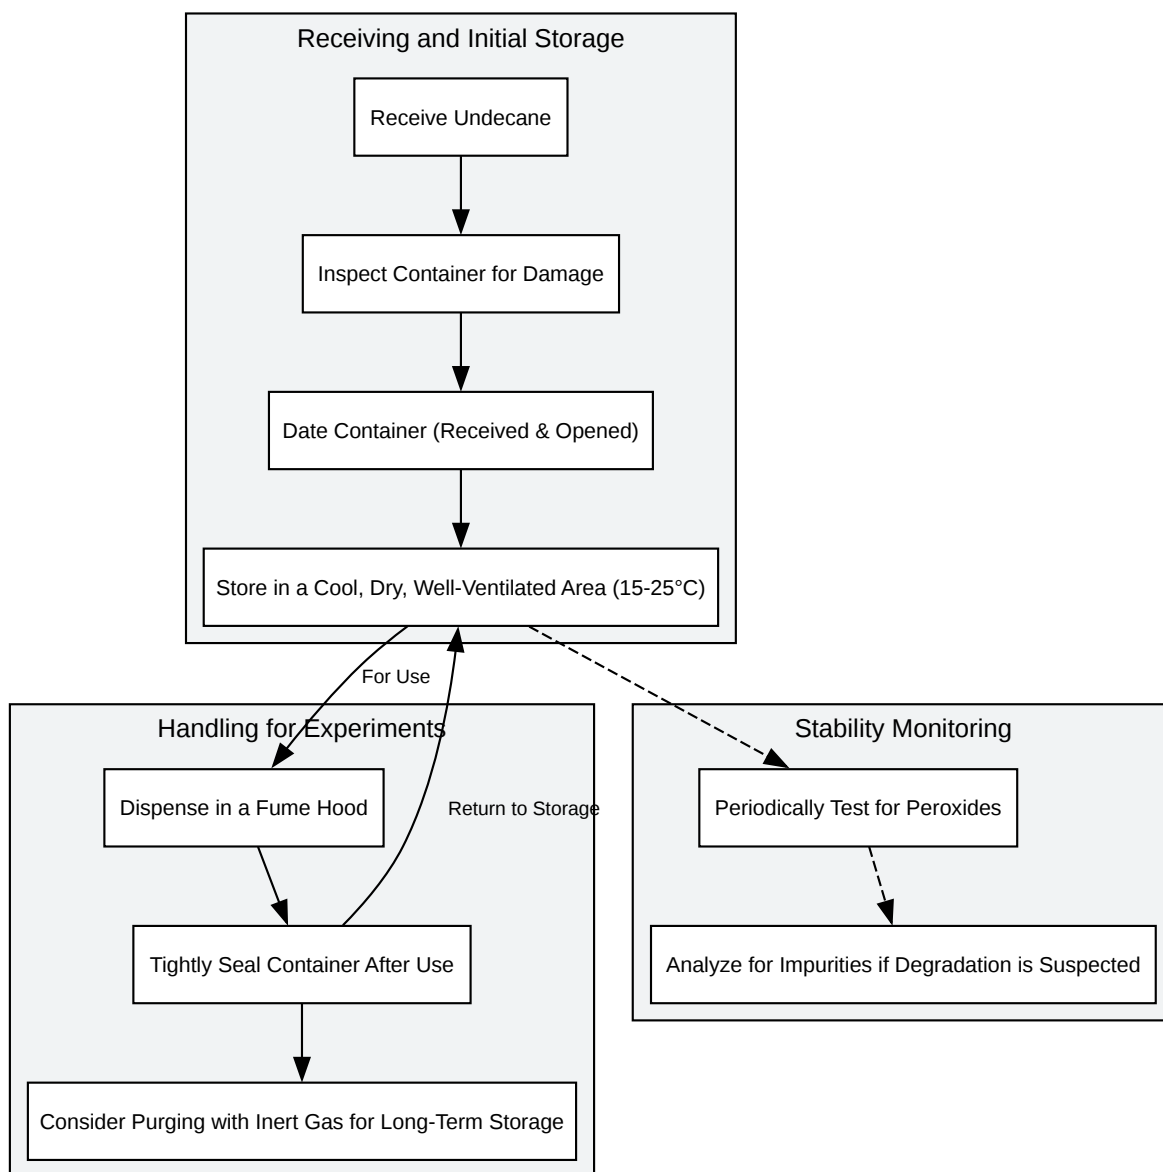 Receiving and Initial Storage
Receive Undecane
Inspect Container for Damage
Date Container (Received & Opened)
Store in a Cool, Dry, Well-Ventilated Area (15-25°C)
For Use
Handling for Experiments
Dispense in a Fume Hood
Return to Storage
Tightly Seal Container After Use
Consider Purging with Inert Gas for Long-Term Storage
Stability Monitoring
Periodically Test for Peroxides
Analyze for Impurities if Degradation is Suspected